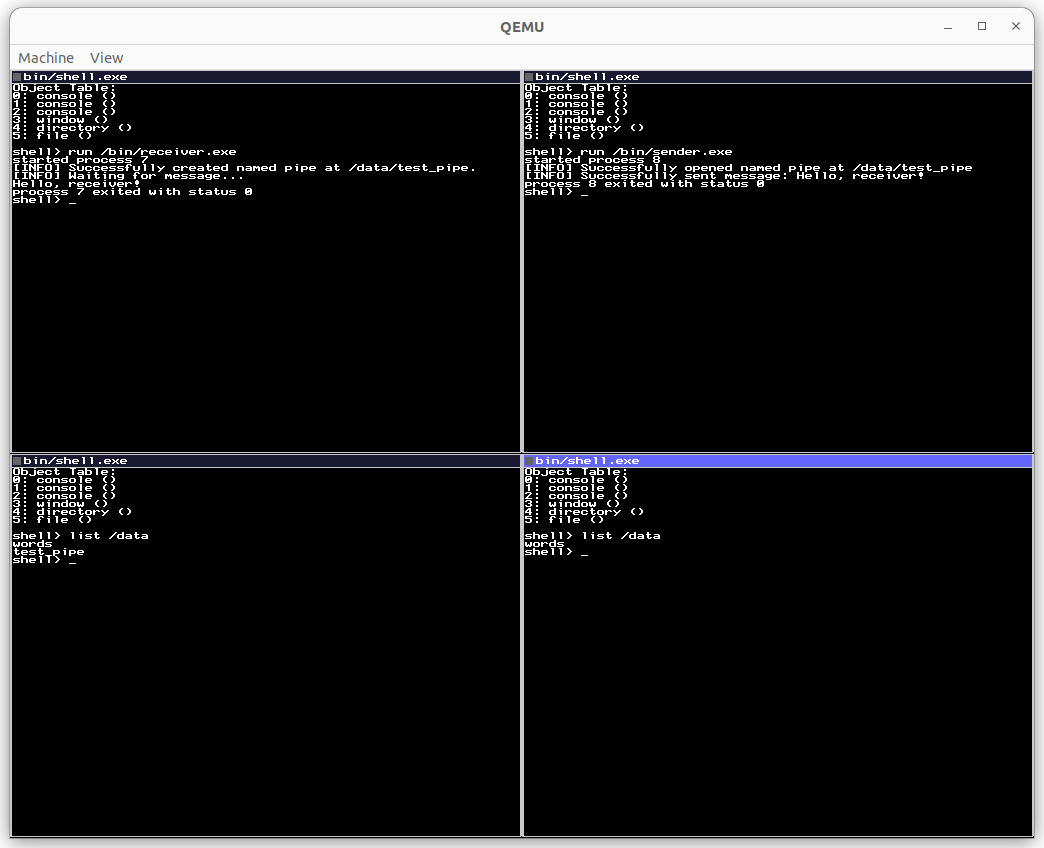 QEMU
Machine View
bin/shell.exe
Object Table:
0: console ()
1: console ()
2: console ()
3: window ()
4: directory ()
5: file ()
shell> run /bin/receiver.exe
started process 7
[INFO] Successfully created named pipe at /data/test_pipe.
[INFO] Waiting for message...
Hello, receiver!
process 7 exited with status 0
shell> _
bin/shell.exe
Object Table:
0: console ()
1: console ()
2: console ()
3: window ()
4: directory ()
5: file ()
shell> run /bin/sender.exe
started process 8
[INFO] Successfully opened named pipe at /data/test_pipe
[INFO] Successfully sent message: Hello, receiver!
process 8 exited with status 0
shell> _
bin/shell.exe
Object Table:
0: console ()
1: console ()
2: console ()
3: window ()
4: directory ()
5: file ()
shell> list /data
words
test_pipe
shell> _
bin/shell.exe
Object Table:
0: console ()
1: console ()
2: console ()
3: window ()
4: directory ()
5: file ()
shell> list /data
words
shell> _